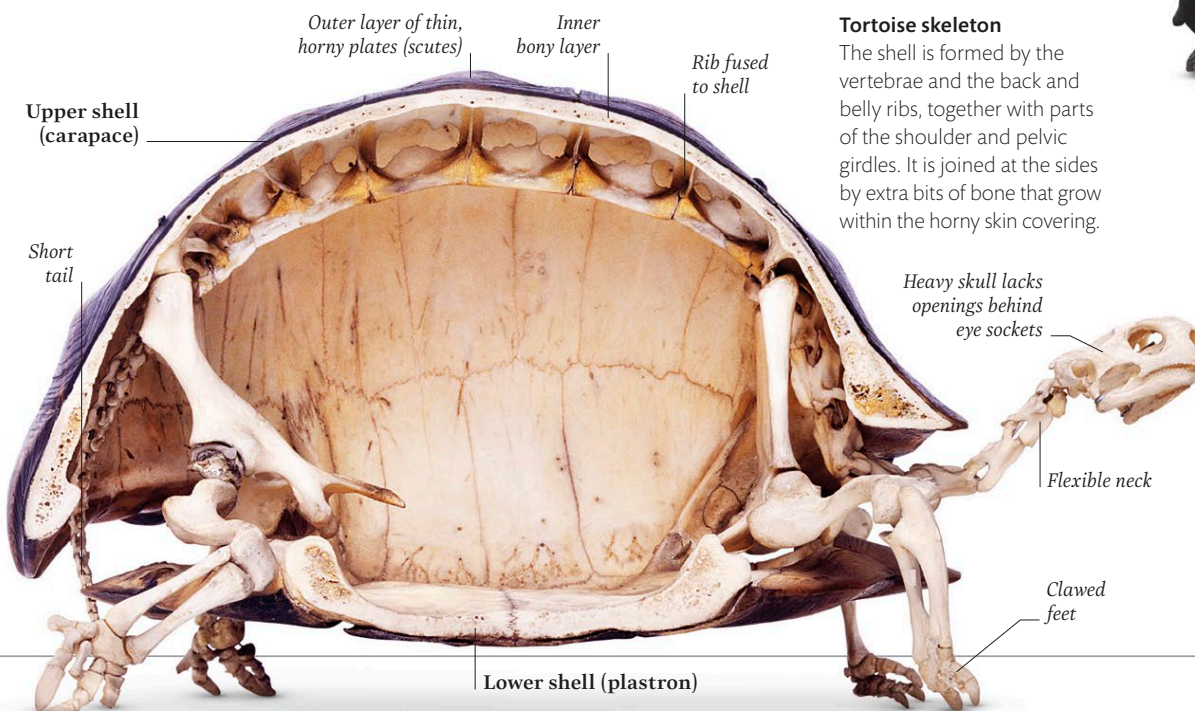 Outer layer of thin,
horny plates (scutes)
Inner
bony layer
Rib fused
to shell
Upper shell
(carapace)
Short
tail
Tortoise skeleton
The shell is formed by the
vertebrae and the back and
belly ribs, together with parts
of the shoulder and pelvic
girdles. It is joined at the sides
by extra bits of bone that grow
within the horny skin covering.
Heavy skull lacks
openings behind
eye sockets
Flexible neck
Clawed
feet
Lower shell (plastron)